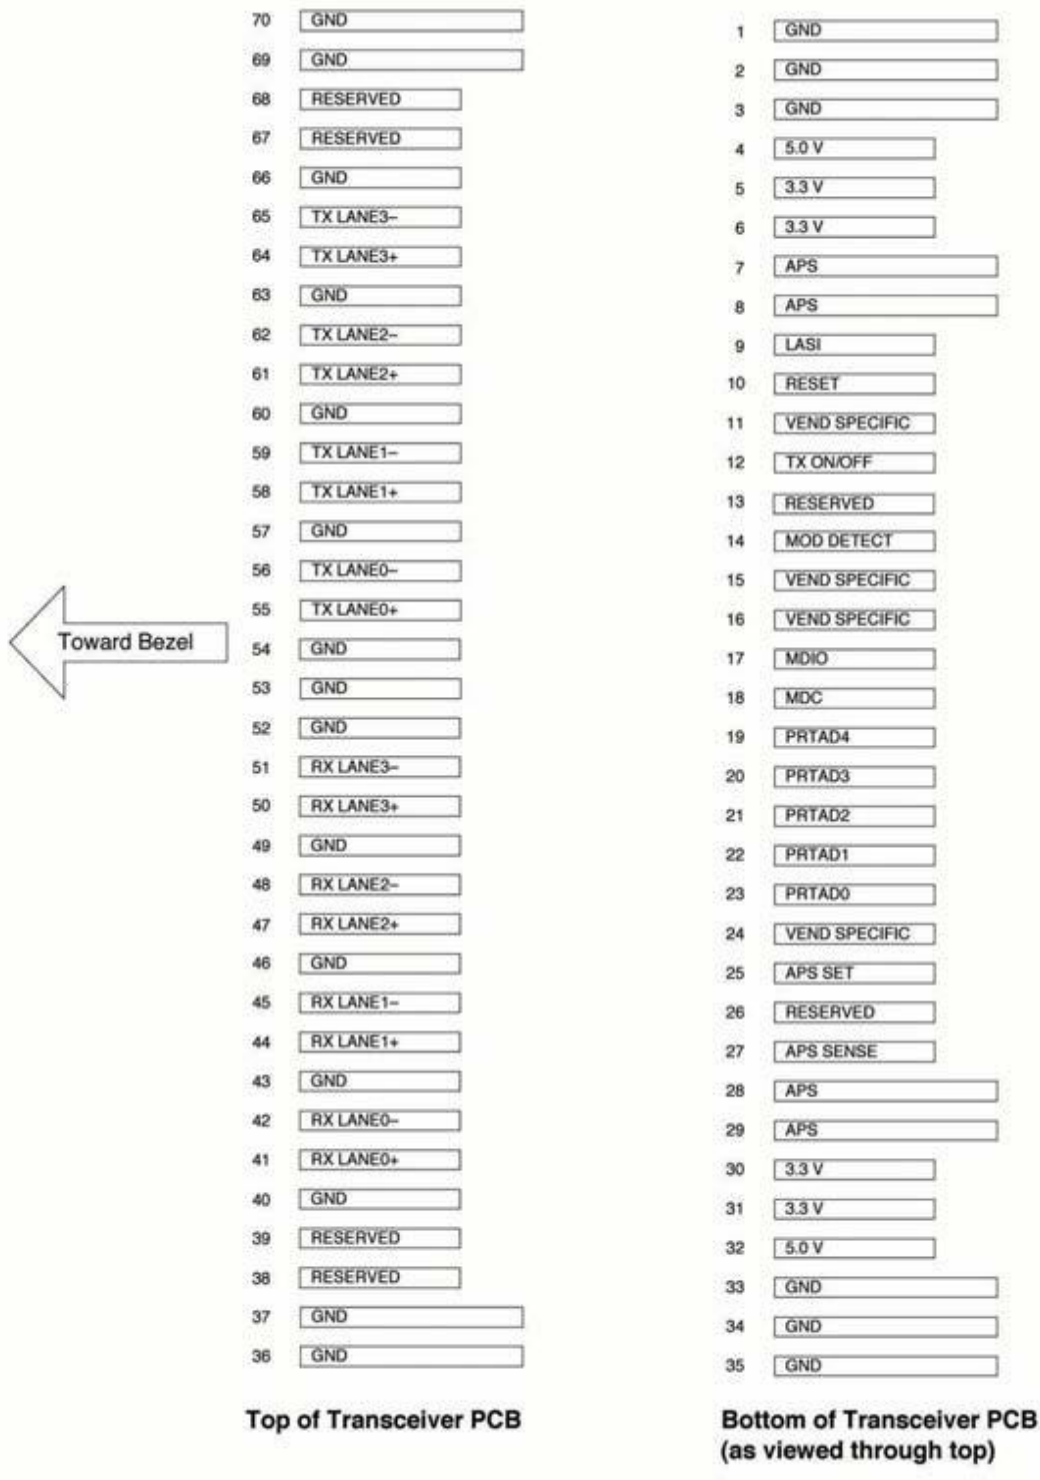 70 GND
69 GND
68 RESERVED
67 RESERVED
66 GND
65 TX LANE3–
64 TX LANE3+
63 GND
62 TX LANE2–
61 TX LANE2+
60 GND
59 TX LANE1–
58 TX LANE1+
57 GND
56 TX LANE0–
55 TX LANE0+
54 GND
53 GND
52 GND
51 RX LANE3–
50 RX LANE3+
49 GND
48 RX LANE2–
47 RX LANE2+
46 GND
45 RX LANE1–
44 RX LANE1+
43 GND
42 RX LANE0–
41 RX LANE0+
40 GND
39 RESERVED
38 RESERVED
37 GND
36 GND
Toward Bezel
Top of Transceiver PCB
1 GND
2 GND
3 GND
4 5.0 V
5 3.3 V
6 3.3 V
7 APS
8 APS
9 LASI
10 RESET
11 VEND SPECIFIC
12 TX ON/OFF
13 RESERVED
14 MOD DETECT
15 VEND SPECIFIC
16 VEND SPECIFIC
17 MDIO
18 MDC
19 PRTAD4
20 PRTAD3
21 PRTAD2
22 PRTAD1
23 PRTAD0
24 VEND SPECIFIC
25 APS SET
26 RESERVED
27 APS SENSE
28 APS
29 APS
30 3.3 V
31 3.3 V
32 5.0 V
33 GND
34 GND
35 GND
Bottom of Transceiver PCB
(as viewed through top)